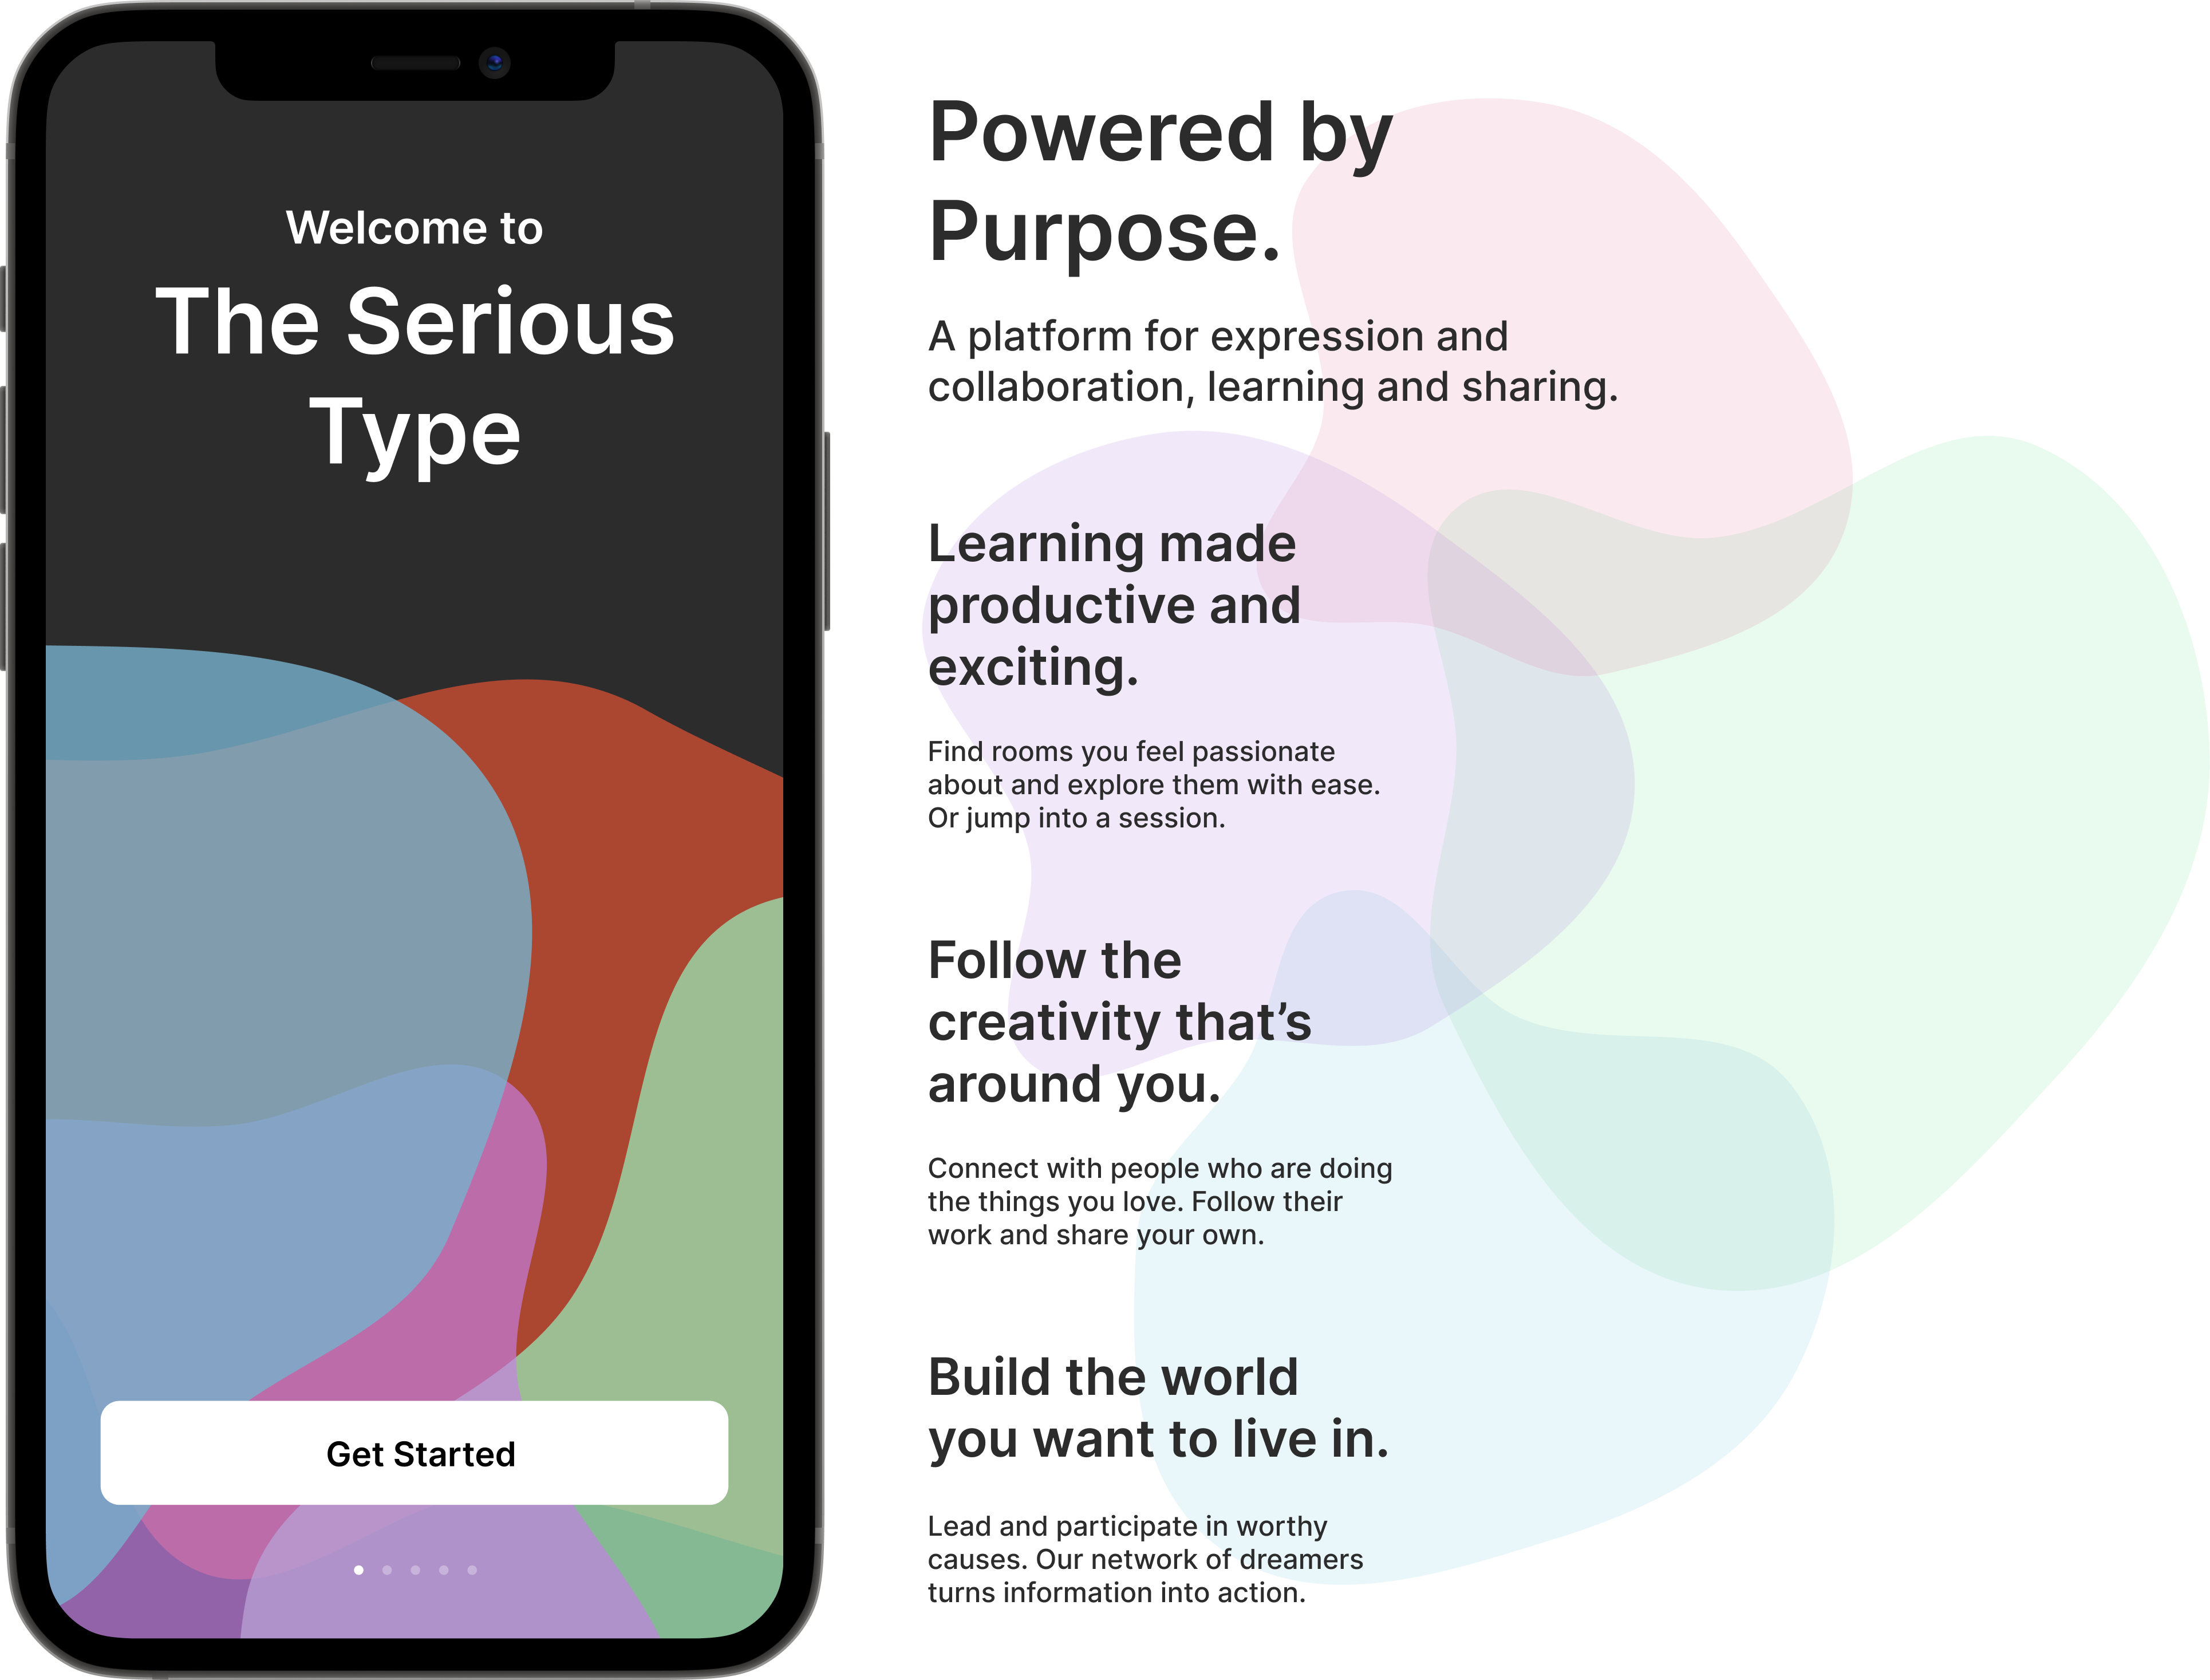 Welcome to
The Serious
Type
Get Started
Powered by
Purpose.
A platform for expression and
collaboration, learning and sharing.
Learning made
productive and
exciting.
Find rooms you feel passionate
about and explore them with ease.
Or jump into a session.
Follow the
creativity that’s
around you.
Connect with people who are doing
the things you love. Follow their
work and share your own.
Build the world
you want to live in.
Lead and participate in worthy
causes. Our network of dreamers
turns information into action.